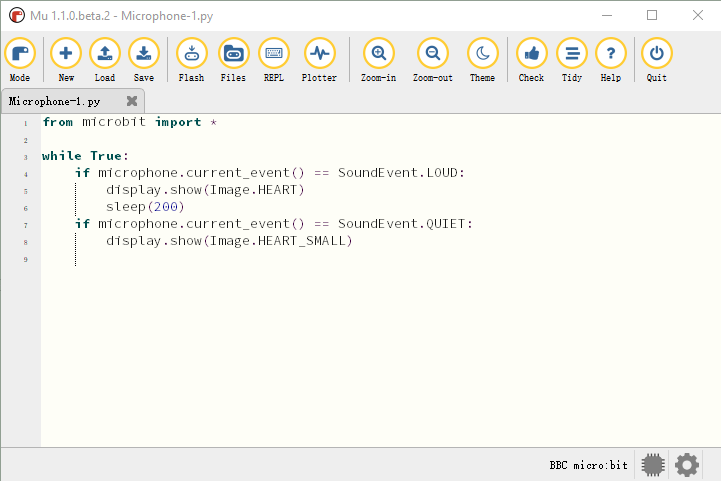 Mu 1.1.0.beta.2 - Microphone-1.py
Mode New Load Save Flash Files REPL Plotter Zoom-in Zoom-out Theme Check Tidy Help Quit
Microphone-1.py
1 from microbit import *
2
3 while True:
4     if microphone.current_event() == SoundEvent.LOUD:
5         display.show(Image.HEART)
6         sleep(200)
7     if microphone.current_event() == SoundEvent.QUIET:
8         display.show(Image.HEART_SMALL)
9
BBC micro:bit